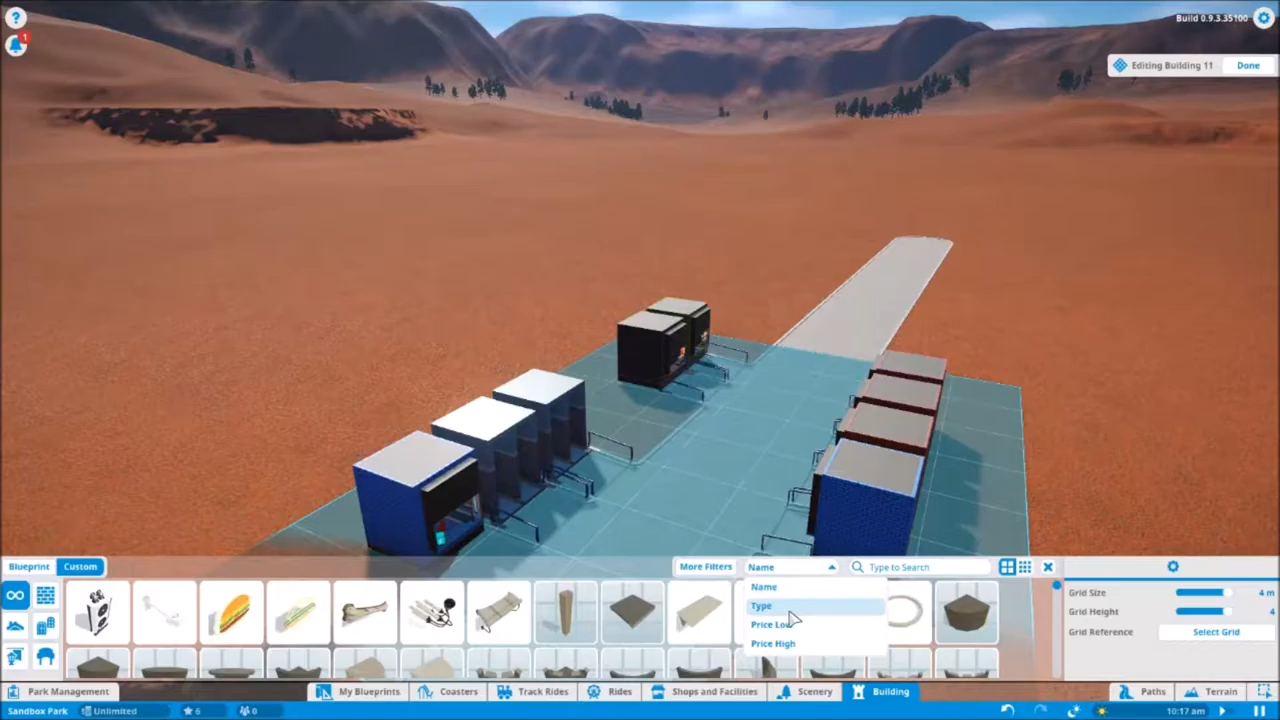 ?
1
Build 0.9.3.35100
Editing Building 11
Done
Blueprint
Custom
More Filters
Name
Type to Search
Name
Type
Price Low
Price High
Grid Size
4 m
Grid Height
4
Grid Reference
Select Grid
Park Management
My Blueprints
Coasters
Track Rides
Rides
Shops and Facilities
Scenery
Building
Paths
Terrain
Sandbox Park
Unlimited
6
0
10:17 am